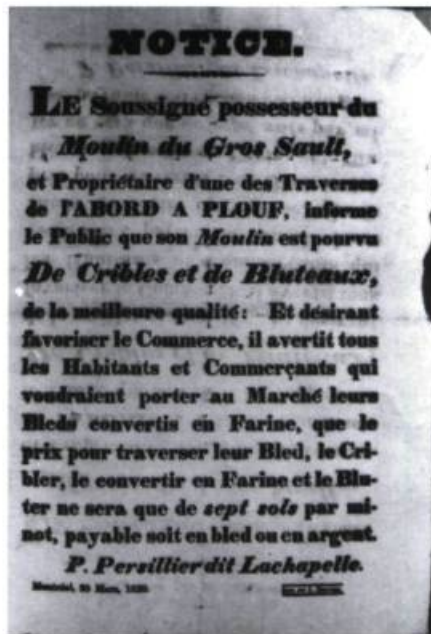 NOTICE.
LE Soussigné possesseur du
Moulin du Gros Sault,
et Propriétaire d'une des Traverses
de l'ABORD A PLOUF, informe
le Public que son Moulin est pourvu
De Cribles et de Bluteaux,
de la meilleure qualité: Et désirant
favoriser le Commerce, il avertit tous
les Habitants et Commerçants qui
voudraient porter au Marché leurs
Bleds convertis en Farine, que le
prix pour traverser leur Bled, le Cri-
bler, le convertir en Farine et le Blu-
ter ne sera que de sept sols par mi-
not, payable soit en bled ou en argent.
P. Persillier dit Lachapelle.
Montréal, Mars,